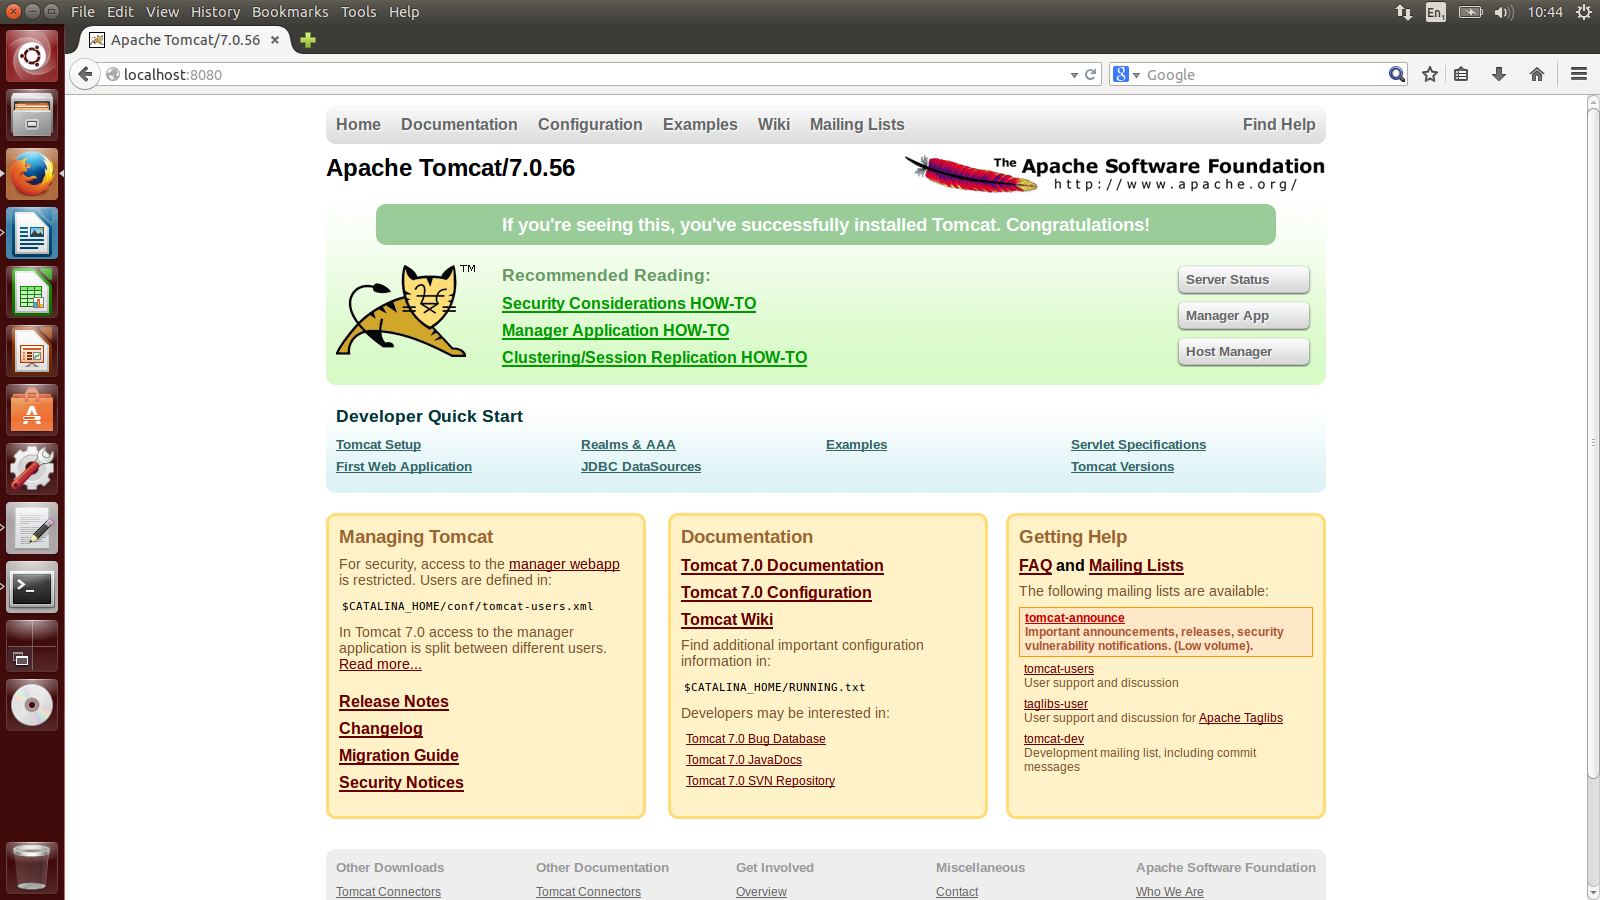 File Edit View History Bookmarks Tools Help
En1 10:44
Apache Tomcat/7.0.56
localhost:8080
8 Google
Home Documentation Configuration Examples Wiki Mailing Lists Find Help
Apache Tomcat/7.0.56
The Apache Software Foundation
http://www.apache.org/
If you're seeing this, you've successfully installed Tomcat. Congratulations!
TM
Recommended Reading:
Security Considerations HOW-TO
Manager Application HOW-TO
Clustering/Session Replication HOW-TO
Server Status
Manager App
Host Manager
Developer Quick Start
Tomcat Setup
First Web Application
Realms & AAA
JDBC DataSources
Examples
Servlet Specifications
Tomcat Versions
Managing Tomcat
For security, access to the manager webapp
is restricted. Users are defined in:
$CATALINA_HOME/conf/tomcat-users.xml
In Tomcat 7.0 access to the manager
application is split between different users.
Read more...
Release Notes
Changelog
Migration Guide
Security Notices
Documentation
Tomcat 7.0 Documentation
Tomcat 7.0 Configuration
Tomcat Wiki
Find additional important configuration
information in:
$CATALINA_HOME/RUNNING.txt
Developers may be interested in:
Tomcat 7.0 Bug Database
Tomcat 7.0 JavaDocs
Tomcat 7.0 SVN Repository
Getting Help
FAQ and Mailing Lists
The following mailing lists are available:
tomcat-announce
Important announcements, releases, security
vulnerability notifications. (Low volume).
tomcat-users
User support and discussion
taglibs-user
User support and discussion for Apache Taglibs
tomcat-dev
Development mailing list, including commit
messages
Other Downloads
Tomcat Connectors
Other Documentation
Tomcat Connectors
Get Involved
Overview
Miscellaneous
Contact
Apache Software Foundation
Who We Are